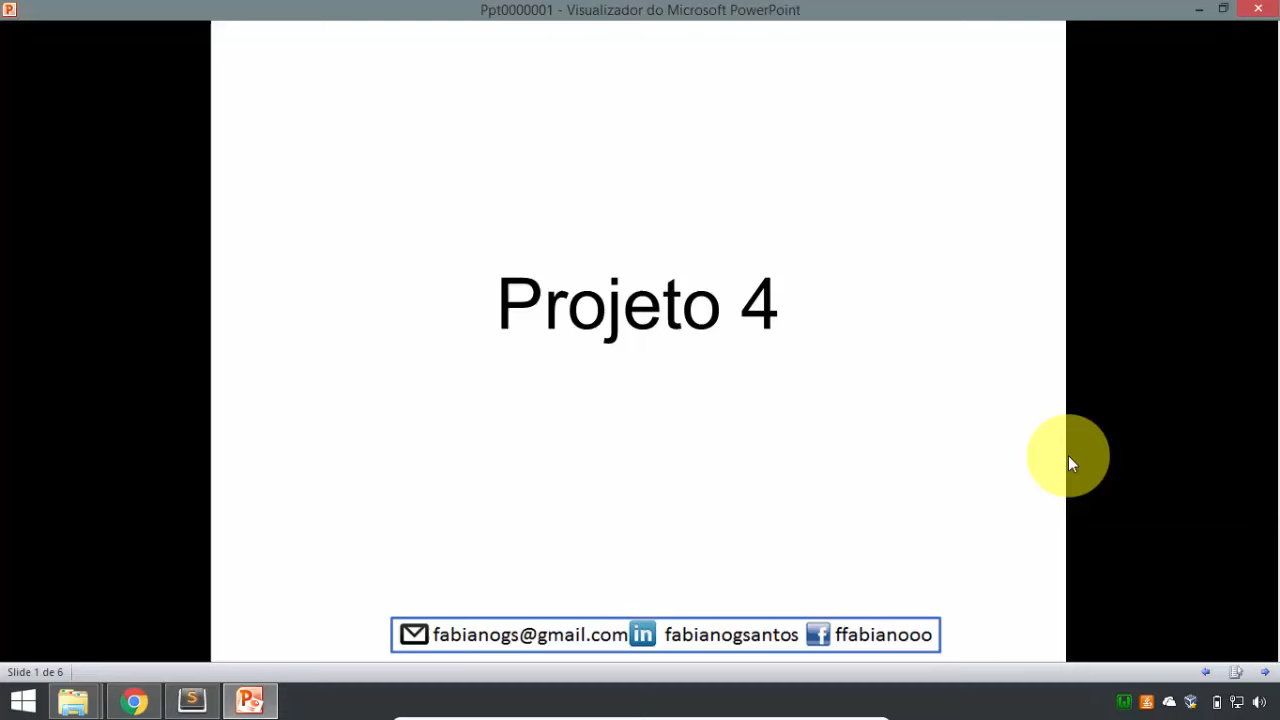 Ppt0000001 - Visualizador do Microsoft PowerPoint
Projeto 4
fabianogs@gmail.com fabianogsantos ffabianooo
Slide 1 de 6